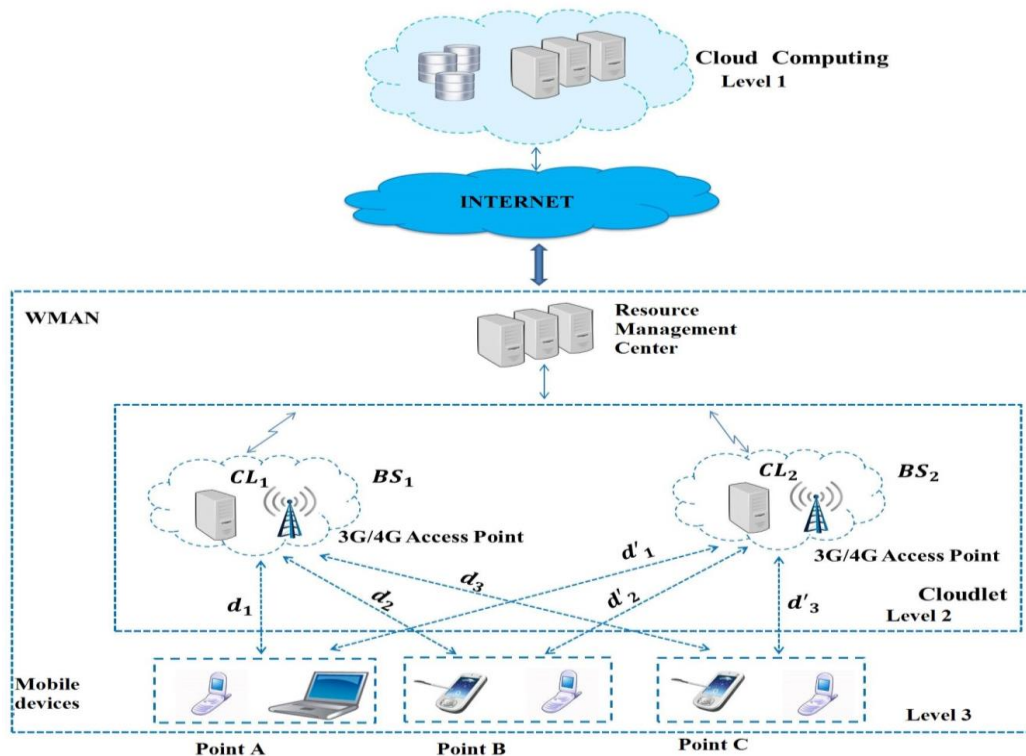 Cloud Computing
Level 1
INTERNET
WMAN
Resource
Management
Center
CL₁
BS₁
CL₂
BS₂
3G/4G Access Point
3G/4G Access Point
d₁
d₂
d₃
d'₁
d'₂
d'₃
Cloudlet
Level 2
Mobile
devices
Level 3
Point A
Point B
Point C